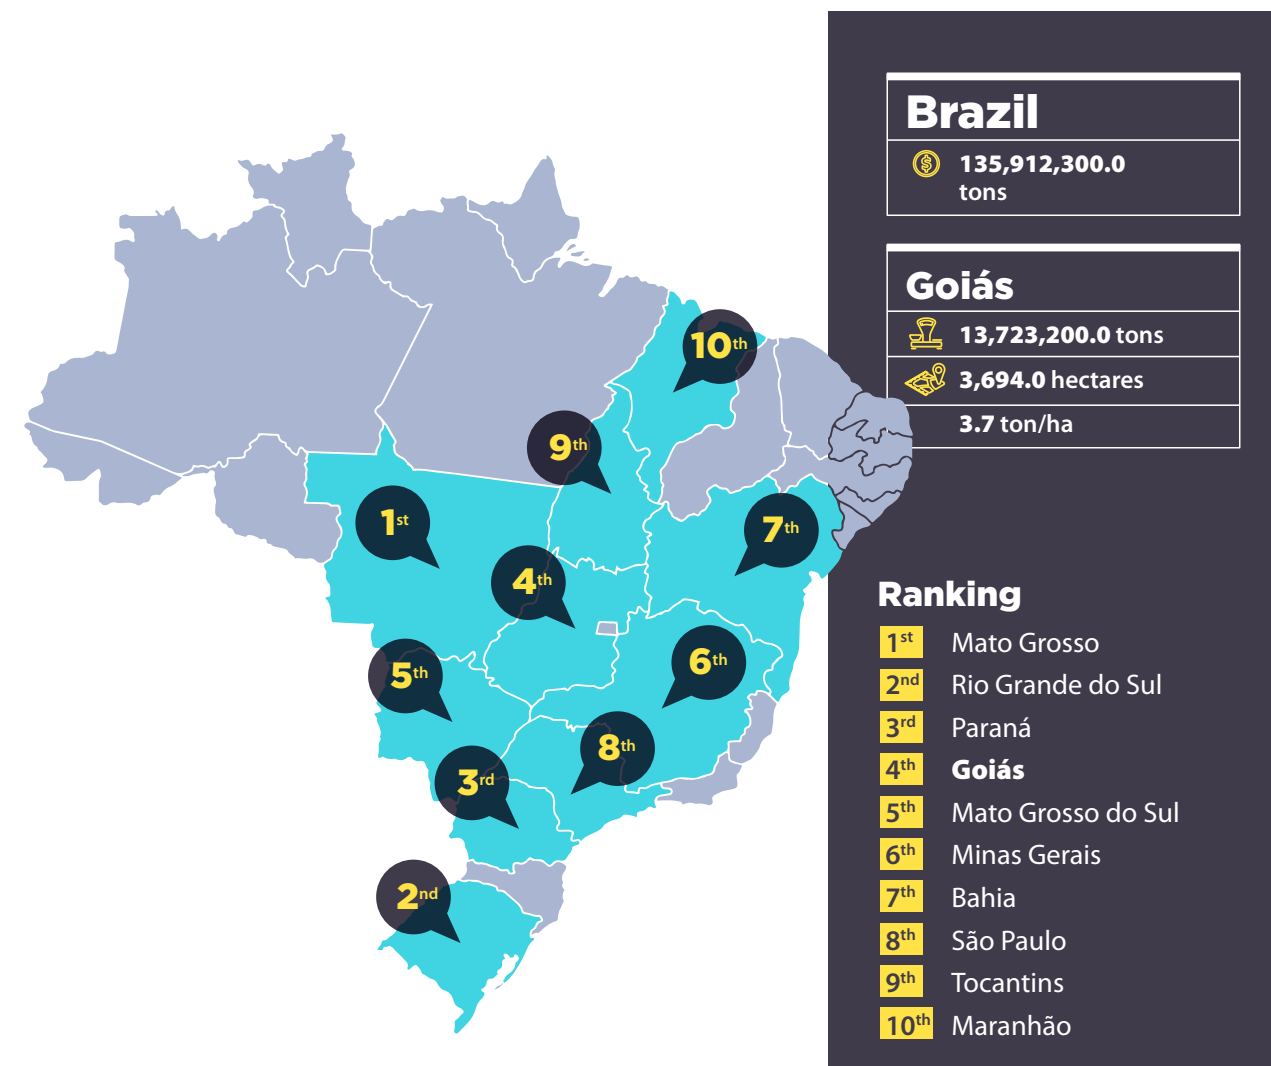 Brazil
135,912,300.0
tons
Goiás
13,723,200.0 tons
3,694.0 hectares
3.7 ton/ha
10th
9th
1st
7th
4th
6th
5th
8th
3rd
2nd
Ranking
1st Mato Grosso
2nd Rio Grande do Sul
3rd Paraná
4th Goiás
5th Mato Grosso do Sul
6th Minas Gerais
7th Bahia
8th São Paulo
9th Tocantins
10th Maranhão